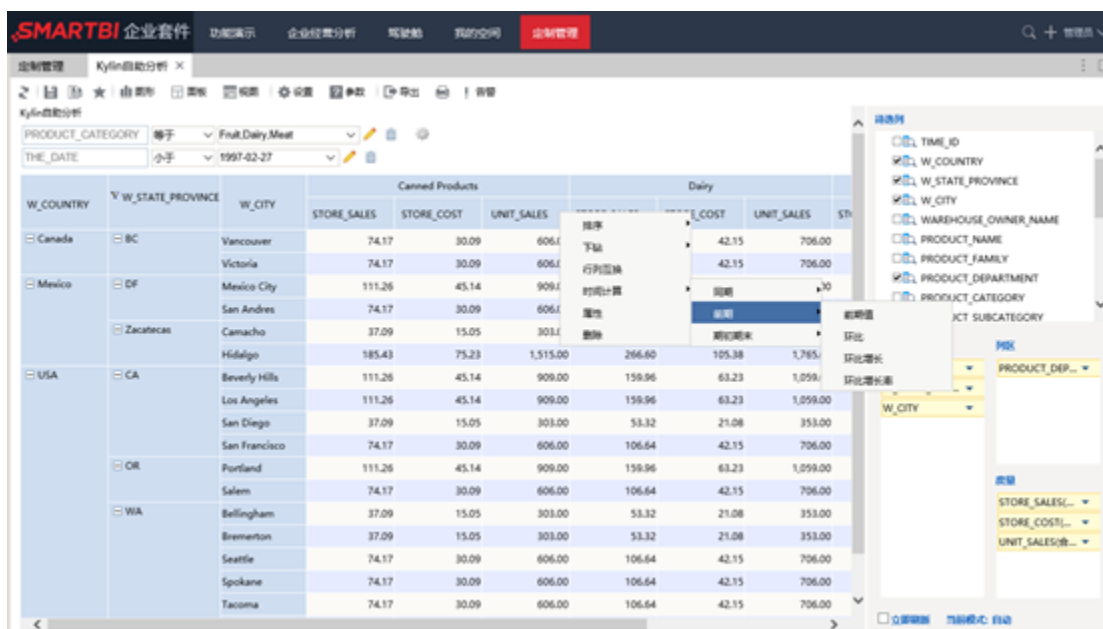 SMARTBI 企业套件 功能演示 企业经营分析 驾驶舱 我的空间 定制管理 管理员
定制管理 Kylin自助分析 ×
图形 面板 视图 设置 参数 导出 告警
Kylin自助分析
PRODUCT_CATEGORY 等于 Fruit,Dairy,Meat
THE_DATE 小于 1997-02-27
W_COUNTRY W_STATE_PROVINCE W_CITY Canned Products Dairy
STORE_SALES STORE_COST UNIT_SALES UNIT_SALES
Canada BC Vancouver 74.17 30.09 42.15 706.00
Victoria 74.17 30.09 42.15 706.00
Mexico DF Mexico City 111.26 45.14
San Andres 74.17 30.09
Zacatecas Camacho 37.09 15.05
Hidalgo 185.43 75.23 1,515.00 266.60 105.38
USA CA Beverly Hills 111.26 45.14 909.00 159.96 63.23
Los Angeles 111.26 45.14 909.00 159.96 63.23 1,059.00
San Diego 37.09 15.05 303.00 53.32 21.08 353.00
San Francisco 74.17 30.09 606.00 106.64 42.15 706.00
OR Portland 111.26 45.14 909.00 159.96 63.23 1,059.00
Salem 74.17 30.09 606.00 106.64 42.15 706.00
WA Bellingham 37.09 15.05 303.00 53.32 21.08 353.00
Bremerton 37.09 15.05 303.00 53.32 21.08 353.00
Seattle 74.17 30.09 606.00 106.64 42.15 706.00
Spokane 74.17 30.09 606.00 106.64 42.15 706.00
Tacoma 74.17 30.09 606.00 106.64 42.15 706.00
排序
下钻
行列互换
时间计算
属性
删除
同期
前期
期初期末
前期值
环比
环比增长
环比增长率
待选列
TIME_ID
W_COUNTRY
W_STATE_PROVINCE
W_CITY
WAREHOUSE_OWNER_NAME
PRODUCT_NAME
PRODUCT_FAMILY
PRODUCT_DEPARTMENT
PRODUCT_CATEGORY
SUBCATEGORY
W_CITY
列区
PRODUCT_DEP...
度量
STORE_SALES(...
STORE_COST(...
UNIT_SALES(合...
立即刷新 当前模式: 自动